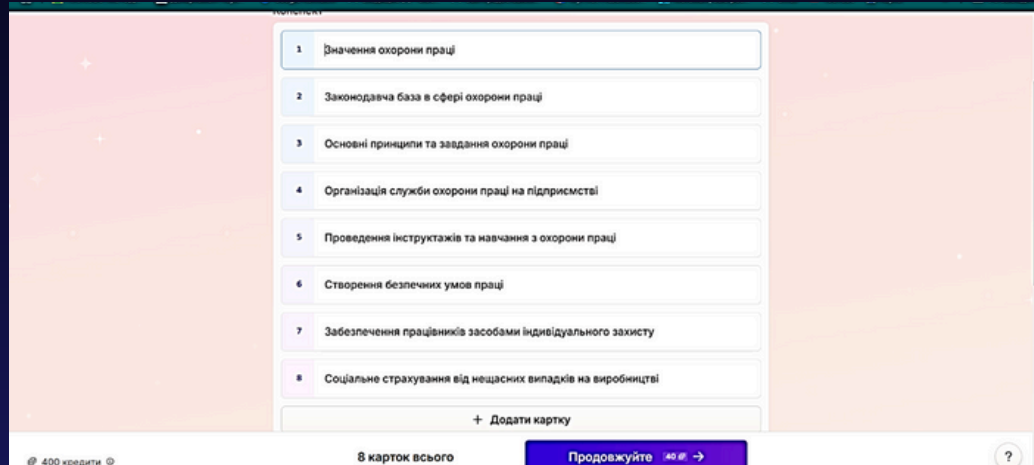 Конспект
1 Значення охорони праці
2 Законодавча база в сфері охорони праці
3 Основні принципи та завдання охорони праці
4 Організація служби охорони праці на підприємстві
5 Проведення інструктажів та навчання з охорони праці
6 Створення безпечних умов праці
7 Забезпечення працівників засобами індивідуального захисту
8 Соціальне страхування від нещасних випадків на виробництві
+ Додати картку
400 кредити 8 карток всього Продовжуйте 40 → ?